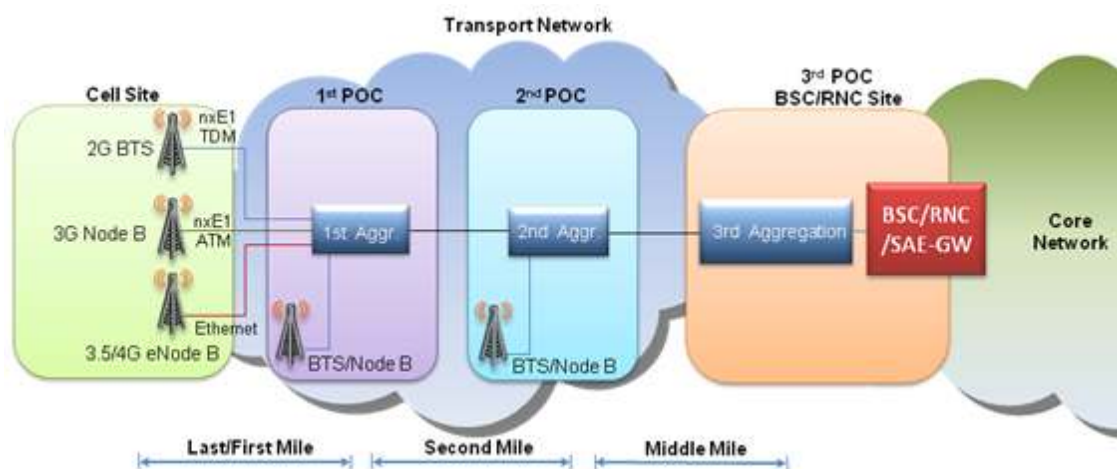 Transport Network
3rd POC
BSC/RNC Site
Cell Site
1st POC
2nd POC
nxE1
TDM
2G BTS
nxE1
3G Node B
ATM
1st Aggr.
2nd Aggr.
3rd Aggregation
BSC/RNC
/SAE-GW
Core
Network
Ethernet
3.5/4G eNode B
BTS/Node B
BTS/Node B
Last/First Mile
Second Mile
Middle Mile